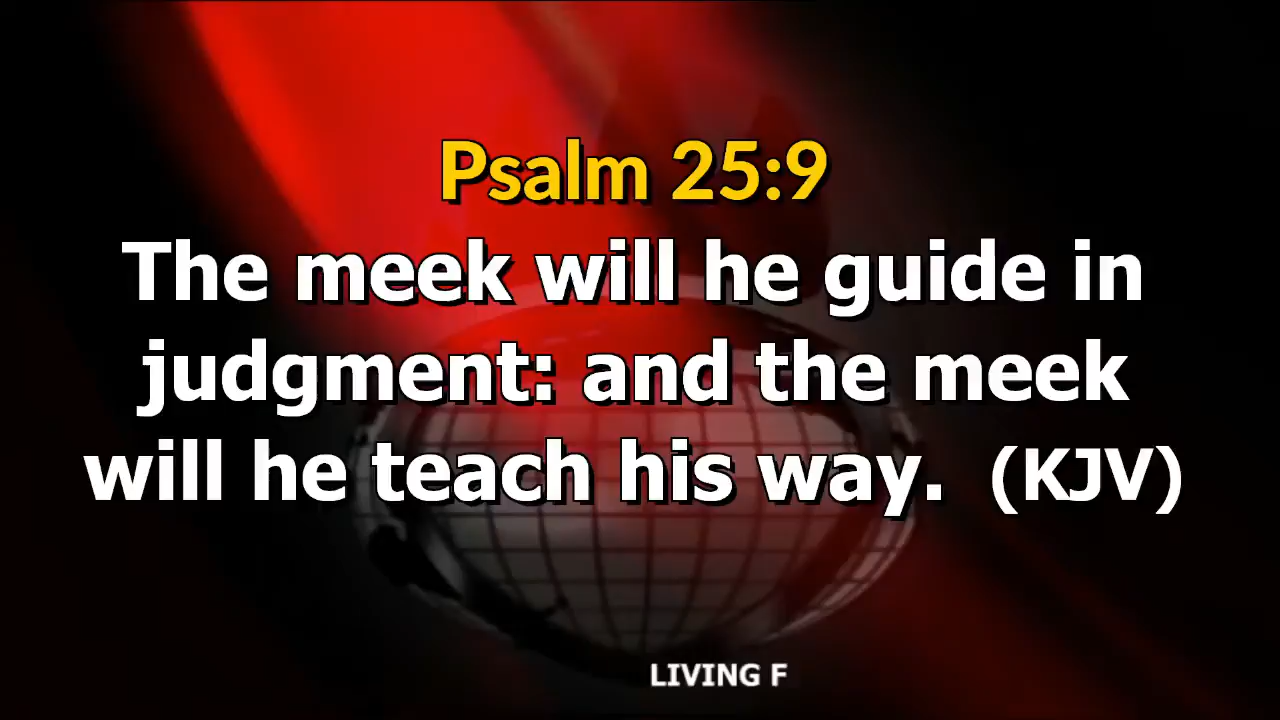 Psalm 25:9
The meek will he guide in
judgment: and the meek
will he teach his way. (KJV)
LIVING F